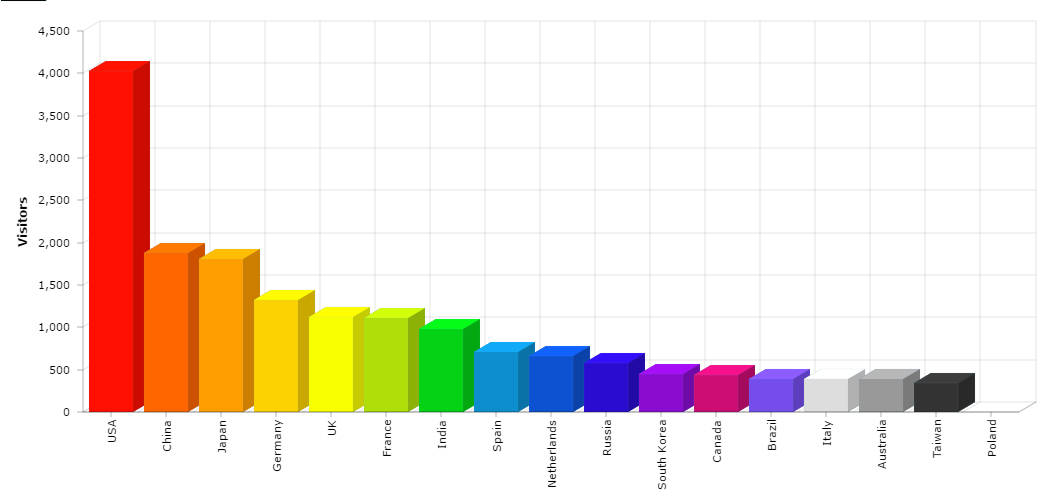 4,500
4,000
3,500
3,000
2,500
2,000
1,500
1,000
500
0
Visitors
USA
China
Japan
Germany
UK
France
India
Spain
Netherlands
Russia
South Korea
Canada
Brazil
Italy
Australia
Taiwan
Poland